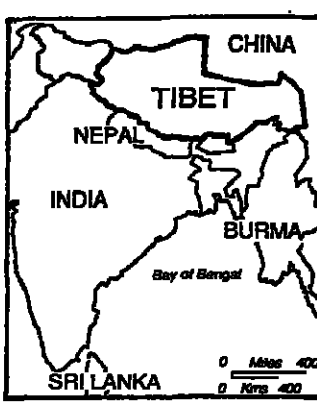 CHINA
TIBET
NEPAL
INDIA
BURMA
Bay of Bengal
0 Miles 400
0 Kms 400
SRI LANKA